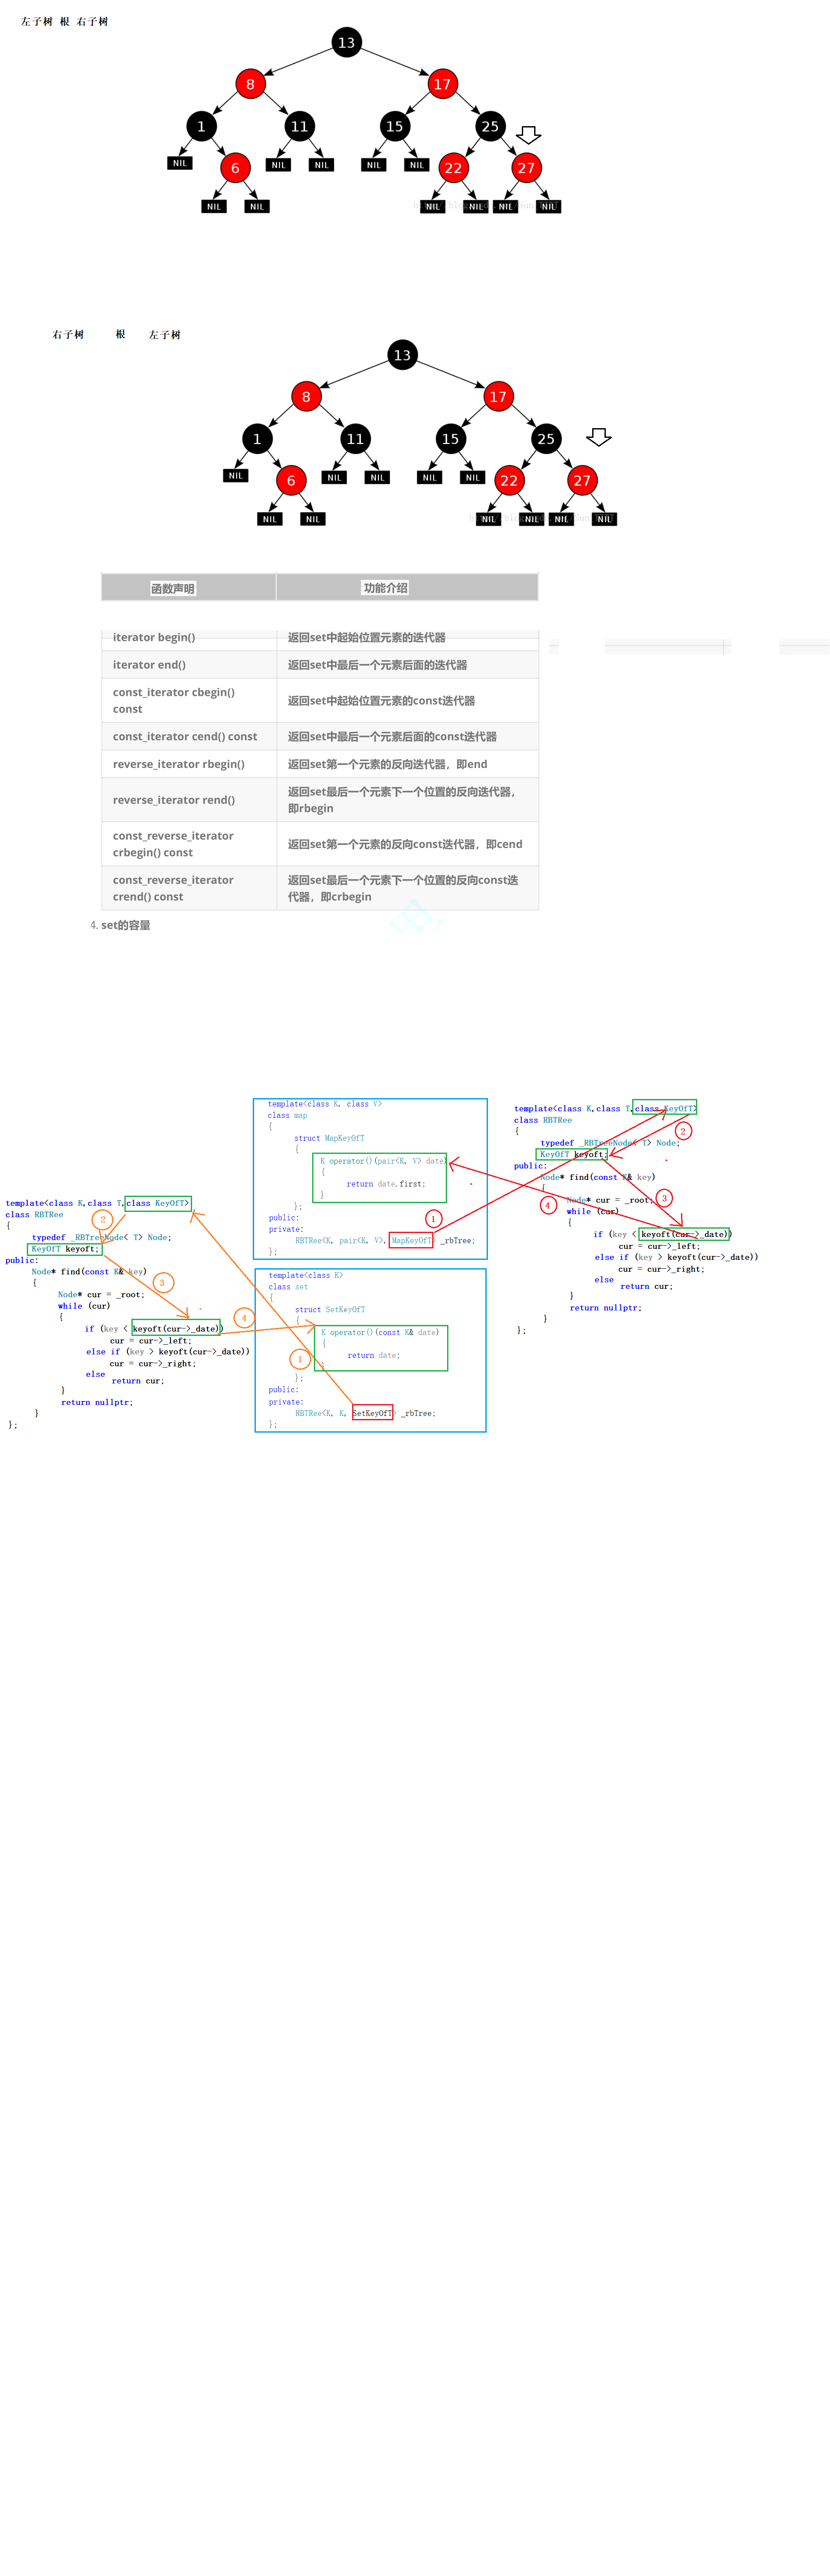 左子树 根 右子树
13
8 17
1 11 15 25
NIL 6 NIL NIL NIL NIL 22 27
NIL NIL NIL NIL NIL NIL
右子树 根 左子树
13
8 17
1 11 15 25
NIL 6 NIL NIL NIL NIL 22 27
NIL NIL NIL NIL NIL NIL
函数声明 功能介绍
iterator begin() 返回set中起始位置元素的迭代器
iterator end() 返回set中最后一个元素后面的迭代器
const_iterator cbegin()
const 返回set中起始位置元素的const迭代器
const_iterator cend() const 返回set中最后一个元素后面的const迭代器
reverse_iterator rbegin() 返回set第一个元素的反向迭代器，即end
reverse_iterator rend() 返回set最后一个元素下一个位置的反向迭代器，
即rbegin
const_reverse_iterator
crbegin() const 返回set第一个元素的反向const迭代器，即cend
const_reverse_iterator
crend() const 返回set最后一个元素下一个位置的反向const迭
代器，即crbegin
4. set的容量
template<class K, class V>
class map
{
struct MapKeyOfT
{
K operator()(pair<K, V> date)
{
return date.first;
}
};
public:
private:
RBTRee<K, pair<K, V>, MapKeyOfT> _rbTree;
};
①
template<class K>
class set
{
struct SetKeyOfT
{
K operator()(const K& date)
{
return date;
}
};
public:
private:
RBTRee<K, K, SetKeyOfT> _rbTree;
};
①
template<class K,class T,class KeyOfT>
class RBTRee
{
typedef _RBTreeNode< T> Node;
KeyOfT keyoft;
public:
Node* find(const K& key)
{
Node* cur = _root;
while (cur)
{
if (key < keyoft(cur->_date))
cur = cur->_left;
else if (key > keyoft(cur->_date))
cur = cur->_right;
else
return cur;
}
return nullptr;
}
};
②
③
④
template<class K,class T,class KeyOfT>
class RBTRee
{
typedef _RBTreeNode< T> Node;
KeyOfT keyoft;
public:
Node* find(const K& key)
{
Node* cur = _root;
while (cur)
{
if (key < keyoft(cur->_date))
cur = cur->_left;
else if (key > keyoft(cur->_date))
cur = cur->_right;
else
return cur;
}
return nullptr;
}
};
②
③
④